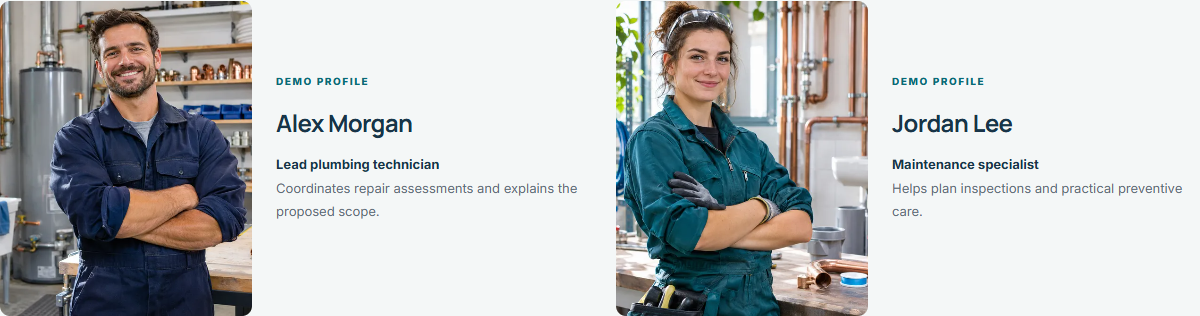 DEMO PROFILE
Alex Morgan
Lead plumbing technician
Coordinates repair assessments and explains the
proposed scope.
DEMO PROFILE
Jordan Lee
Maintenance specialist
Helps plan inspections and practical preventive
care.